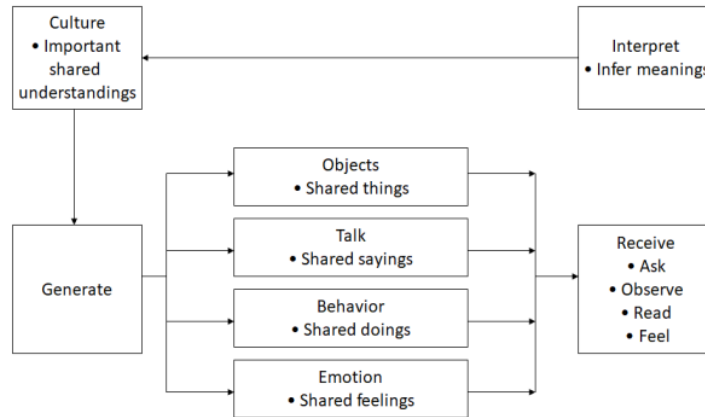 Culture
• Important
shared
understandings
Interpret
• Infer meanings
Objects
• Shared things
Talk
• Shared sayings
Generate
Behavior
• Shared doings
Emotion
• Shared feelings
Receive
• Ask
• Observe
• Read
• Feel